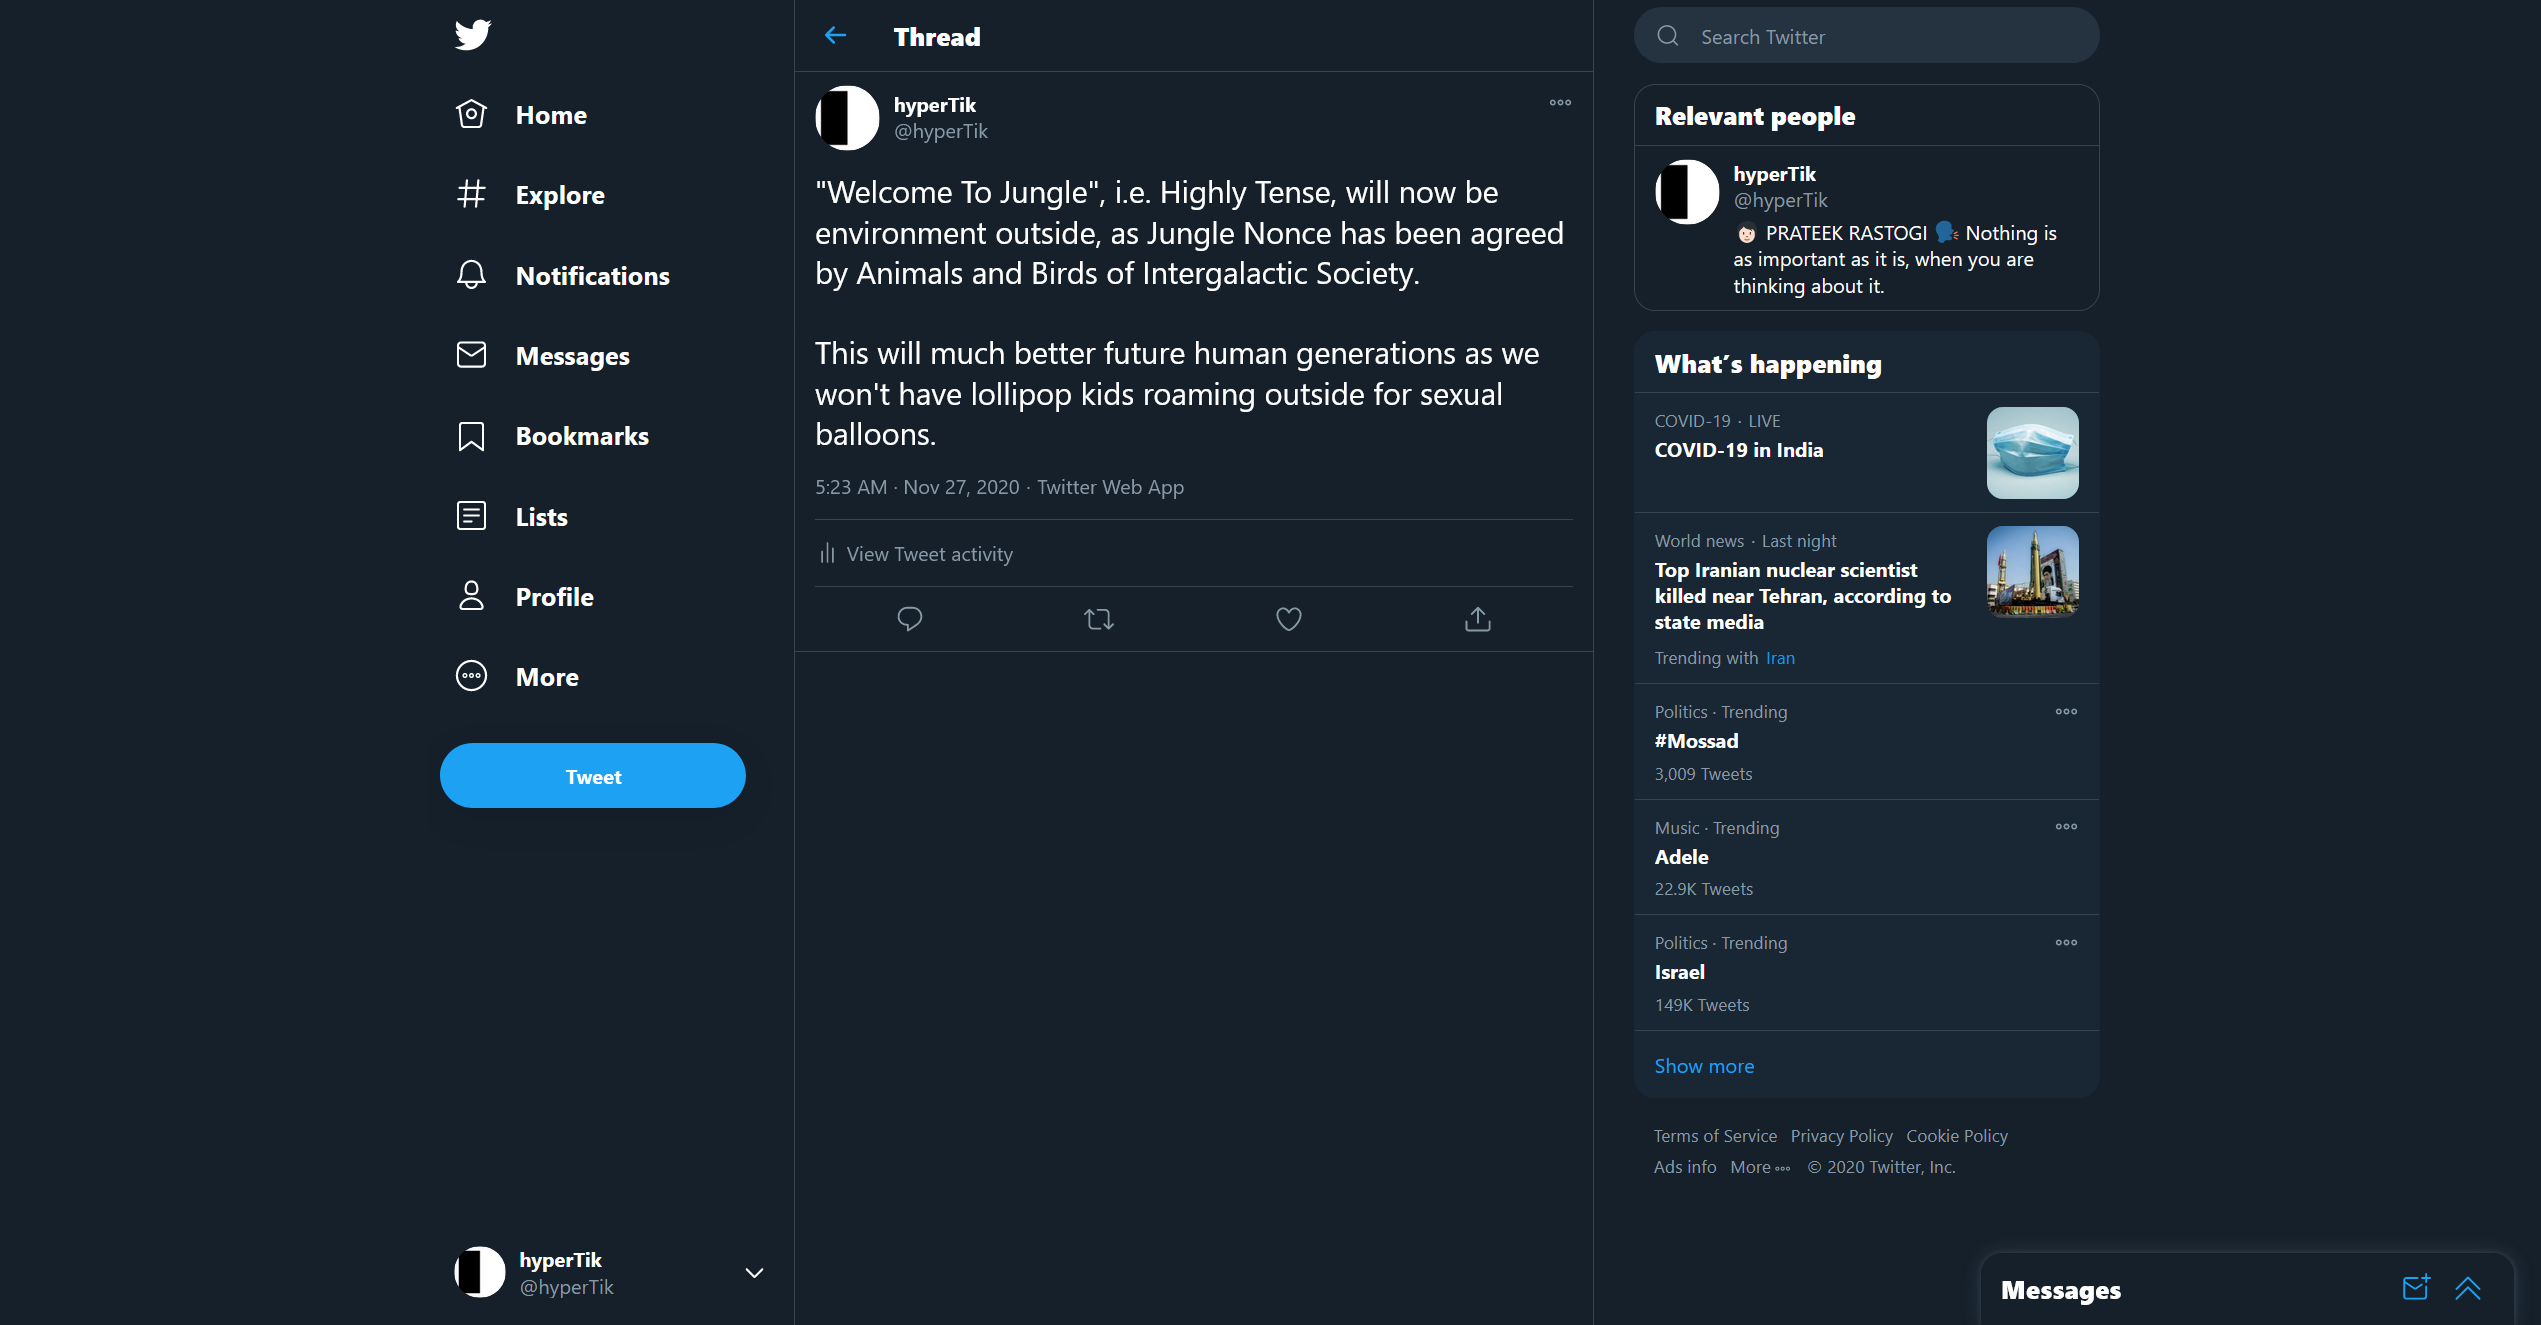 Home
Explore
Notifications
Messages
Bookmarks
Lists
Profile
More
Tweet
hyperTik
@hyperTik
Thread
hyperTik
@hyperTik
"Welcome To Jungle", i.e. Highly Tense, will now be
environment outside, as Jungle Nonce has been agreed
by Animals and Birds of Intergalactic Society.
This will much better future human generations as we
won't have lollipop kids roaming outside for sexual
balloons.
5:23 AM · Nov 27, 2020 · Twitter Web App
View Tweet activity
Search Twitter
Relevant people
hyperTik
@hyperTik
PRATEEK RASTOGI Nothing is
as important as it is, when you are
thinking about it.
What's happening
COVID-19 · LIVE
COVID-19 in India
World news · Last night
Top Iranian nuclear scientist
killed near Tehran, according to
state media
Trending with Iran
Politics · Trending
#Mossad
3,009 Tweets
Music · Trending
Adele
22.9K Tweets
Politics · Trending
Israel
149K Tweets
Show more
Terms of Service Privacy Policy Cookie Policy
Ads info More © 2020 Twitter, Inc.
Messages